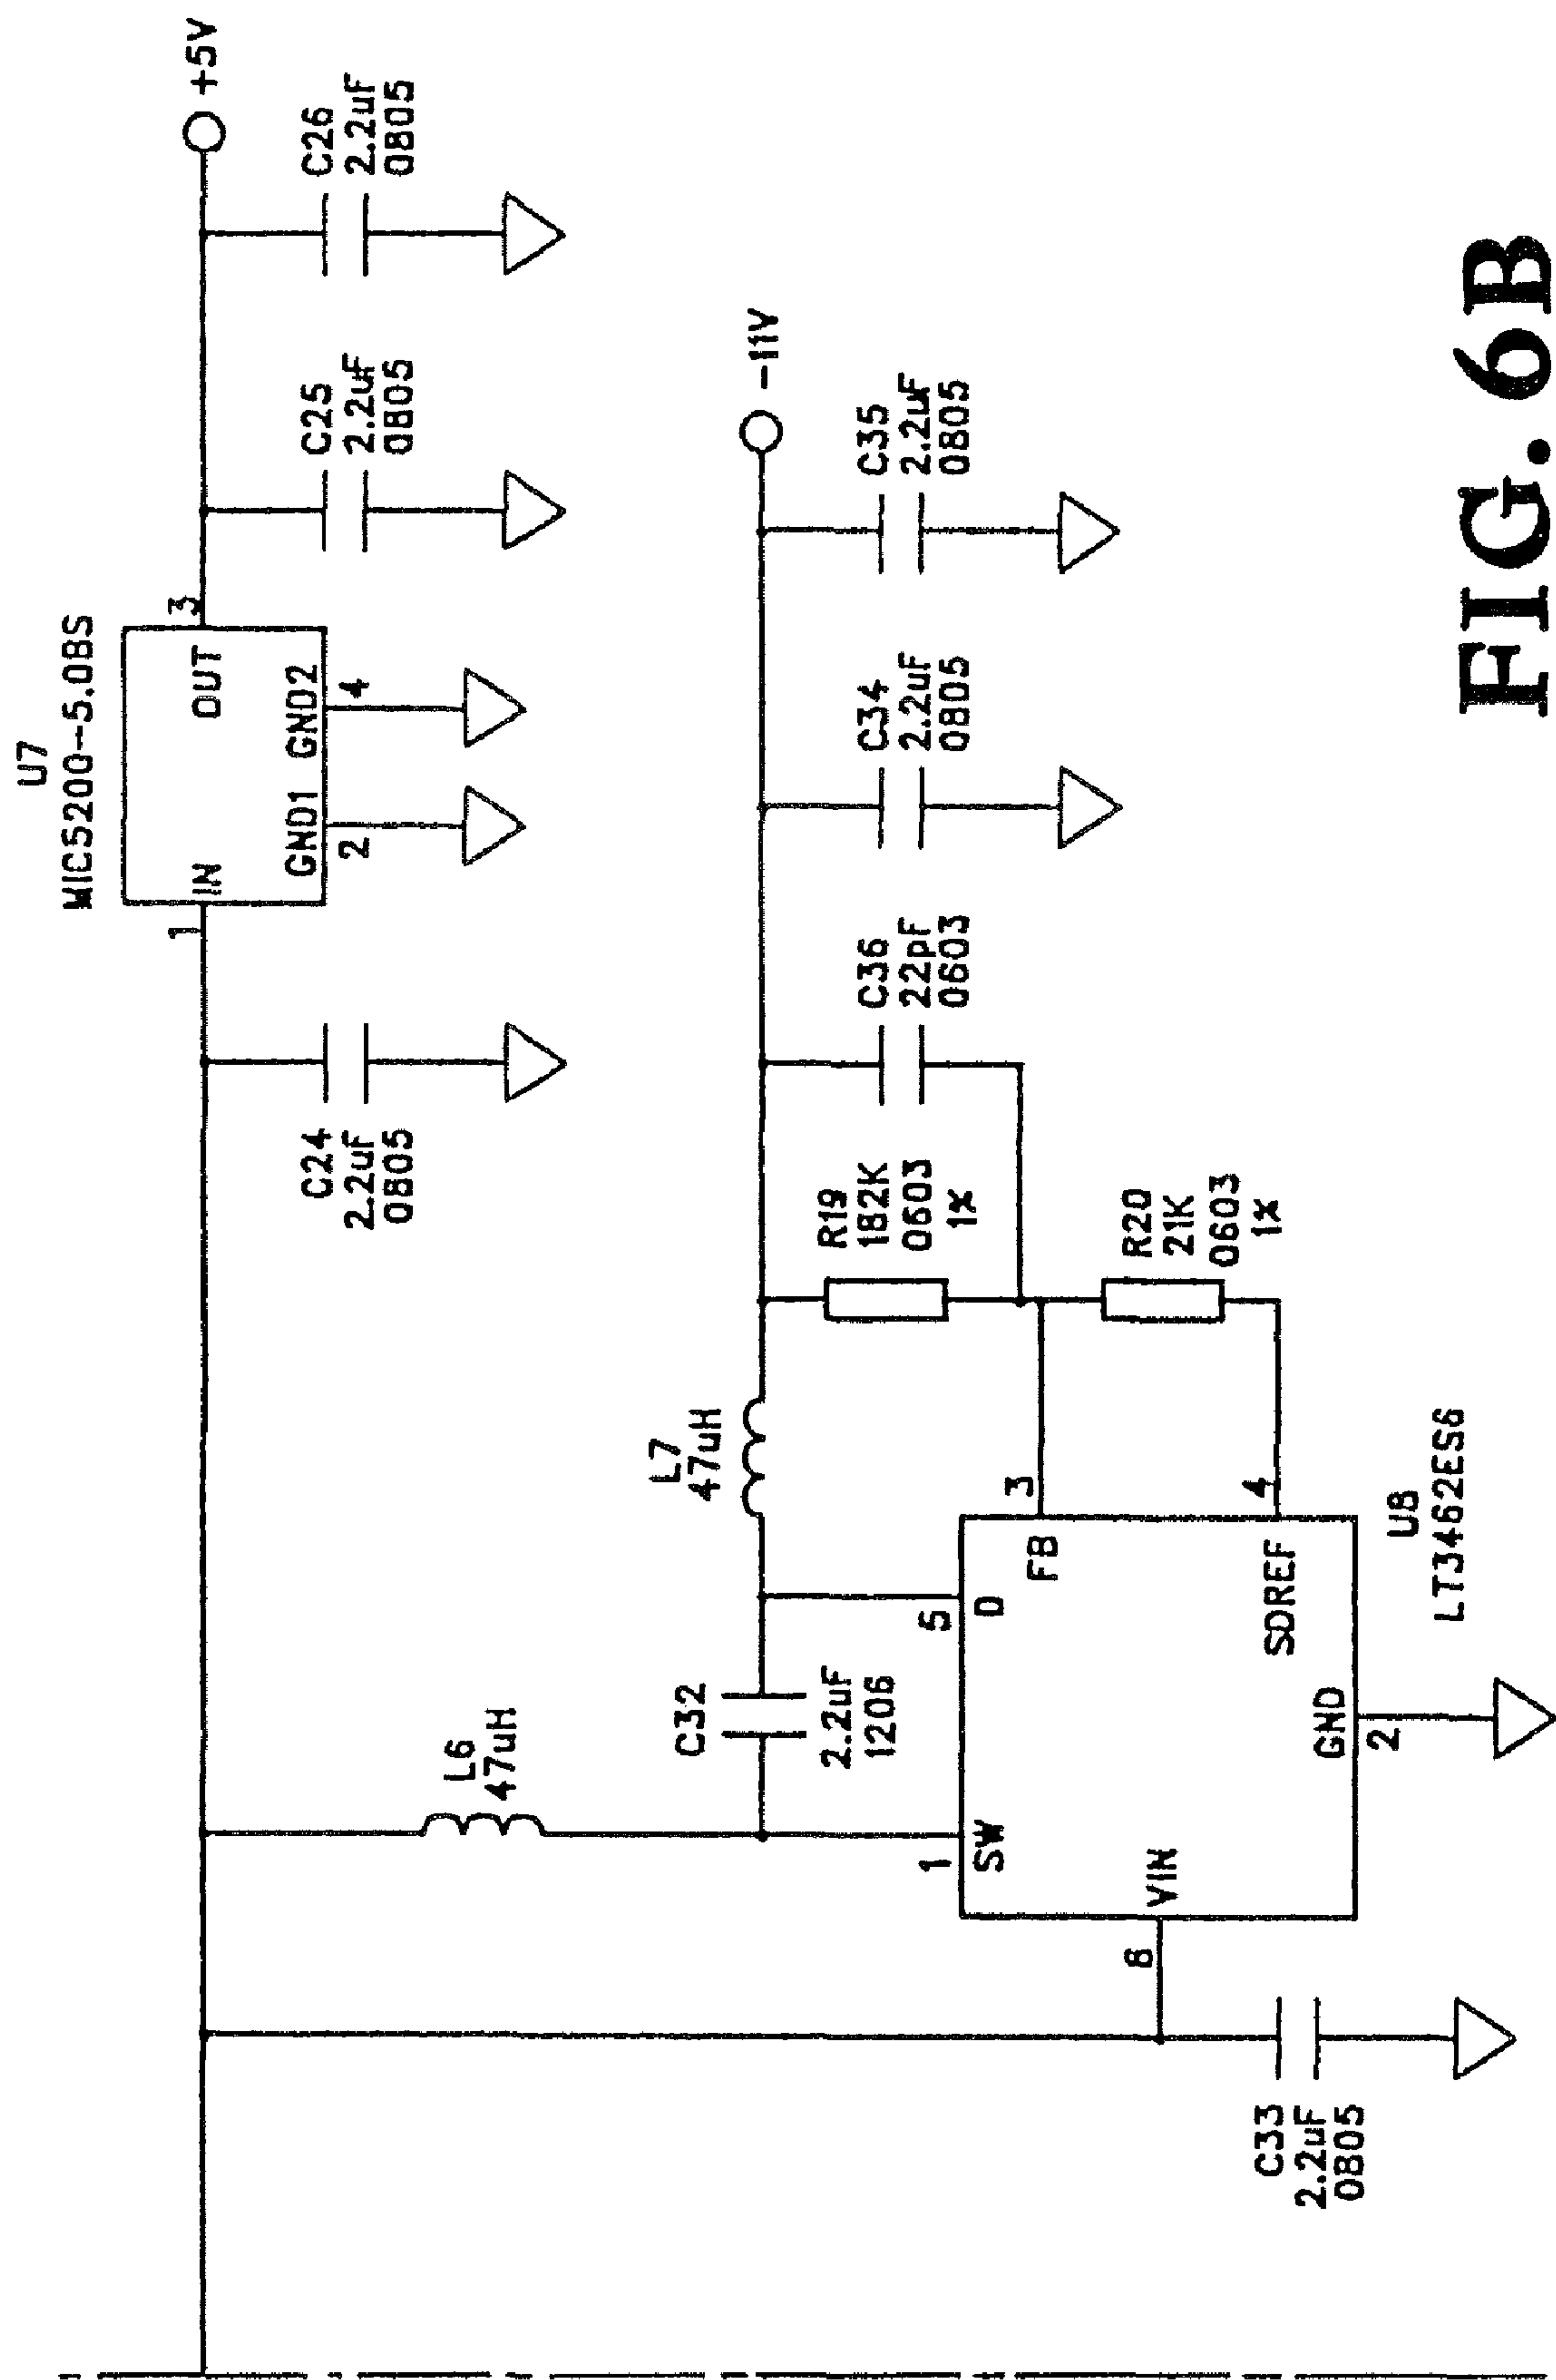 U7
MIC5200-5.0BS
1
IN
OUT
3
GND1
GND2
2
4
+5V
C24
2.2uF
0805
C25
2.2uF
0805
C26
2.2uF
0805
L6
47uH
L7
47uH
-11V
C32
2.2uF
1206
R19
182K
0603
1%
C36
22pF
0603
C34
2.2uF
0805
C35
2.2uF
0805
1
SW
5
D
FB
3
R20
21K
0603
1%
8
VIN
SDREF
4
GND
2
U8
LT3462ES6
C33
2.2uF
0805
FIG. 6B